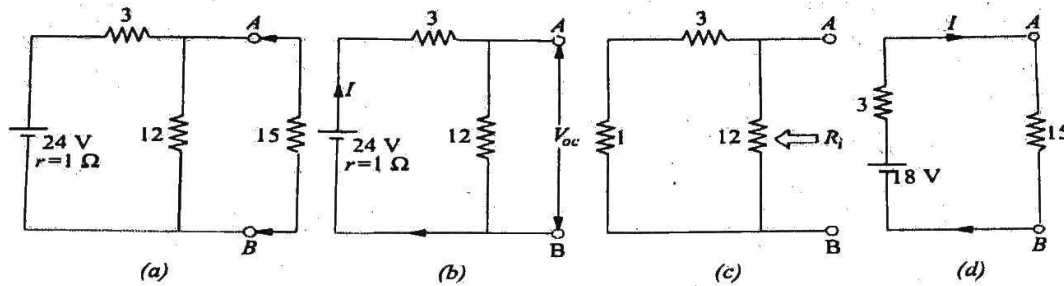 3 A
24 V
r=1 Ω
12 15
B
(a)
3 A
I
24 V
r=1 Ω
12 Voc
B
(b)
3 A
1 12 Ri
B
(c)
I A
3
15
18 V
B
(d)